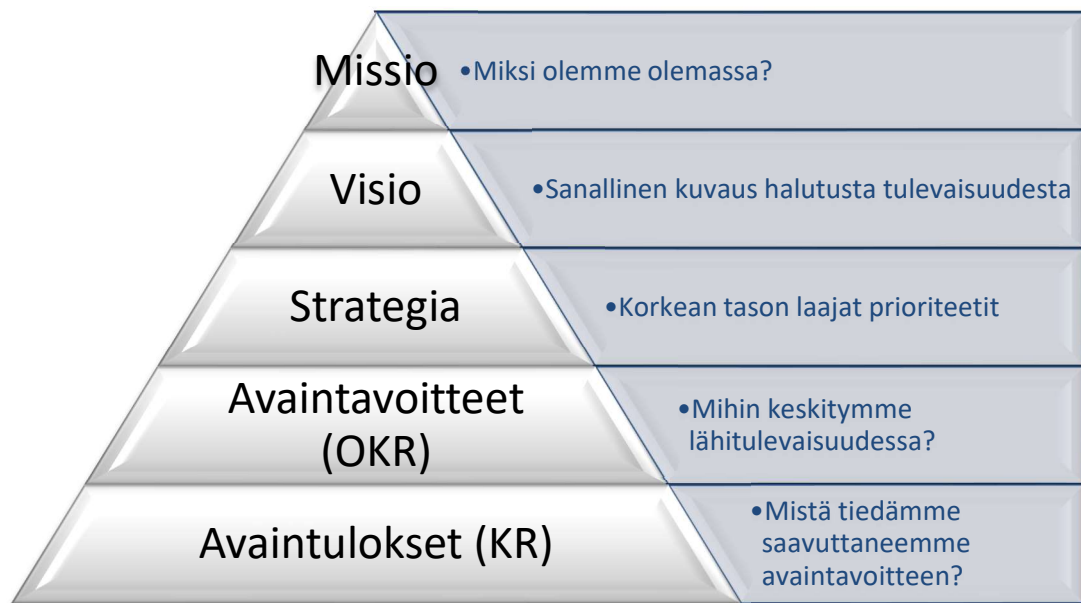 Missio
•Miksi olemme olemassa?
Visio
•Sanallinen kuvaus halutusta tulevaisuudesta
Strategia
•Korkean tason laajat prioriteetit
Avaintavoitteet
(OKR)
•Mihin keskitymme
lähitulevaisuudessa?
Avaintulokset (KR)
•Mistä tiedämme
saavuttaneemme
avaintavoitteen?